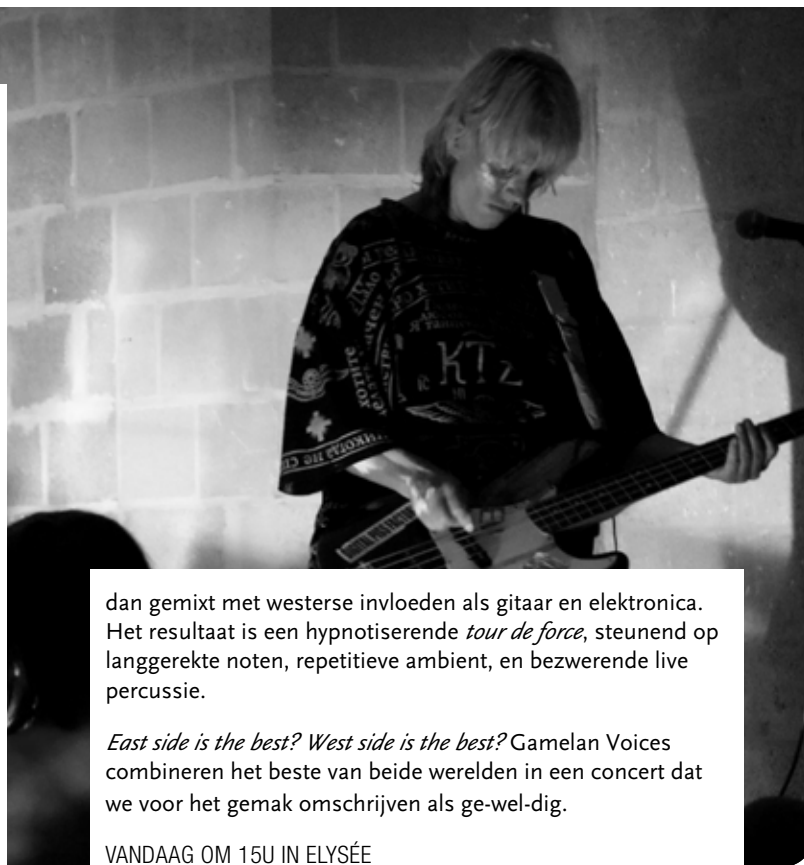 KTZ
dan gemixt met westerse invloeden als gitaar en elektronica.
Het resultaat is een hypnotiserende tour de force, steunend op
langgerekte noten, repetitieve ambient, en bezwerende live
percussie.
East side is the best? West side is the best? Gamelan Voices
combineren het beste van beide werelden in een concert dat
we voor het gemak omschrijven als ge-wel-dig.
VANDAAG OM 15U IN ELYSÉE